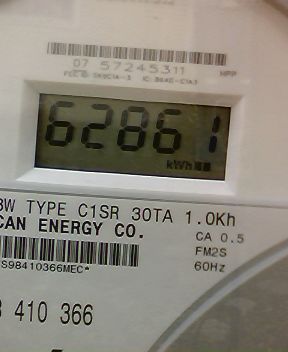 07 57245311
HPP
62861
kWh
3W TYPE C1SR 30TA 1.0Kh
CAN ENERGY CO.
CA 0.5
FM2S
60Hz
S98410366MEC*
410 366